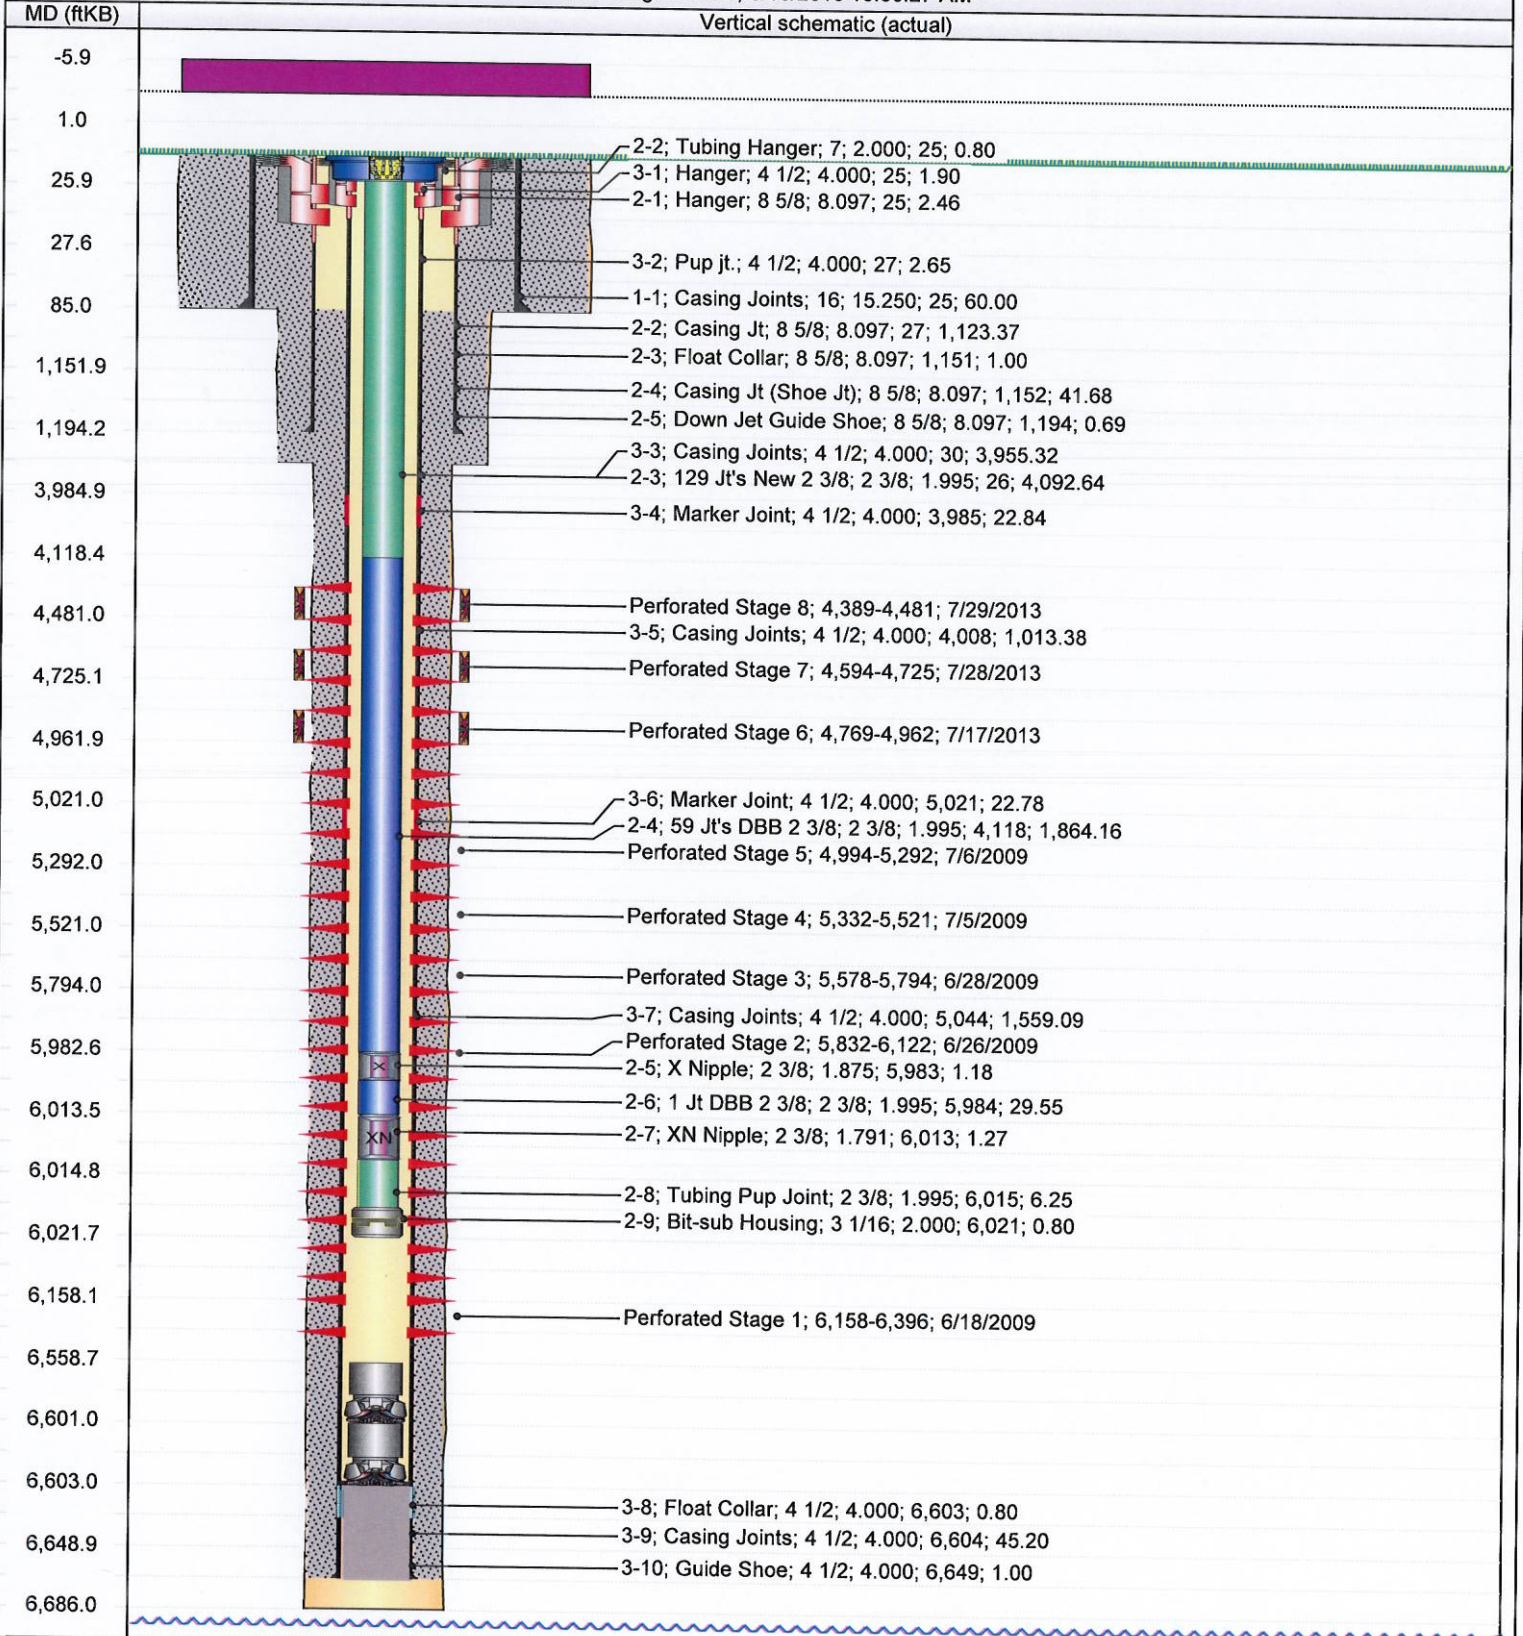 MD (ftKB)
Vertical schematic (actual)
-5.9
1.0
25.9
27.6
85.0
1,151.9
1,194.2
3,984.9
4,118.4
4,481.0
4,725.1
4,961.9
5,021.0
5,292.0
5,521.0
5,794.0
5,982.6
6,013.5
6,014.8
6,021.7
6,158.1
6,558.7
6,601.0
6,603.0
6,648.9
6,686.0
2-2; Tubing Hanger; 7; 2.000; 25; 0.80
3-1; Hanger; 4 1/2; 4.000; 25; 1.90
2-1; Hanger; 8 5/8; 8.097; 25; 2.46
3-2; Pup jt.; 4 1/2; 4.000; 27; 2.65
1-1; Casing Joints; 16; 15.250; 25; 60.00
2-2; Casing Jt; 8 5/8; 8.097; 27; 1,123.37
2-3; Float Collar; 8 5/8; 8.097; 1,151; 1.00
2-4; Casing Jt (Shoe Jt); 8 5/8; 8.097; 1,152; 41.68
2-5; Down Jet Guide Shoe; 8 5/8; 8.097; 1,194; 0.69
3-3; Casing Joints; 4 1/2; 4.000; 30; 3,955.32
2-3; 129 Jt's New 2 3/8; 2 3/8; 1.995; 26; 4,092.64
3-4; Marker Joint; 4 1/2; 4.000; 3,985; 22.84
Perforated Stage 8; 4,389-4,481; 7/29/2013
3-5; Casing Joints; 4 1/2; 4.000; 4,008; 1,013.38
Perforated Stage 7; 4,594-4,725; 7/28/2013
Perforated Stage 6; 4,769-4,962; 7/17/2013
3-6; Marker Joint; 4 1/2; 4.000; 5,021; 22.78
2-4; 59 Jt's DBB 2 3/8; 2 3/8; 1.995; 4,118; 1,864.16
Perforated Stage 5; 4,994-5,292; 7/6/2009
Perforated Stage 4; 5,332-5,521; 7/5/2009
Perforated Stage 3; 5,578-5,794; 6/28/2009
3-7; Casing Joints; 4 1/2; 4.000; 5,044; 1,559.09
Perforated Stage 2; 5,832-6,122; 6/26/2009
2-5; X Nipple; 2 3/8; 1.875; 5,983; 1.18
X
2-6; 1 Jt DBB 2 3/8; 2 3/8; 1.995; 5,984; 29.55
2-7; XN Nipple; 2 3/8; 1.791; 6,013; 1.27
XN
2-8; Tubing Pup Joint; 2 3/8; 1.995; 6,015; 6.25
2-9; Bit-sub Housing; 3 1/16; 2.000; 6,021; 0.80
Perforated Stage 1; 6,158-6,396; 6/18/2009
3-8; Float Collar; 4 1/2; 4.000; 6,603; 0.80
3-9; Casing Joints; 4 1/2; 4.000; 6,604; 45.20
3-10; Guide Shoe; 4 1/2; 4.000; 6,649; 1.00